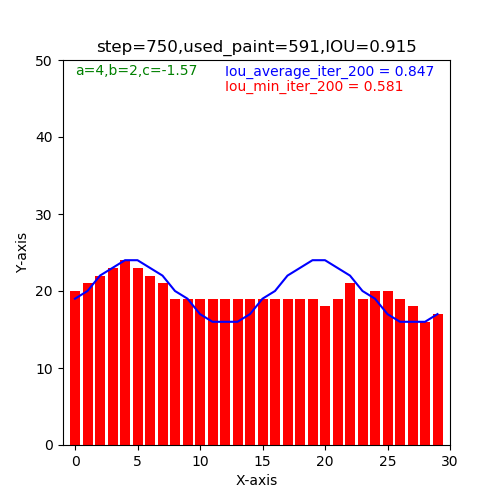 step=750,used_paint=591,IOU=0.915
a=4,b=2,c=-1.57
Iou_average_iter_200 = 0.847
Iou_min_iter_200 = 0.581
50
40
30
20
10
0
Y-axis
0 5 10 15 20 25 30
X-axis